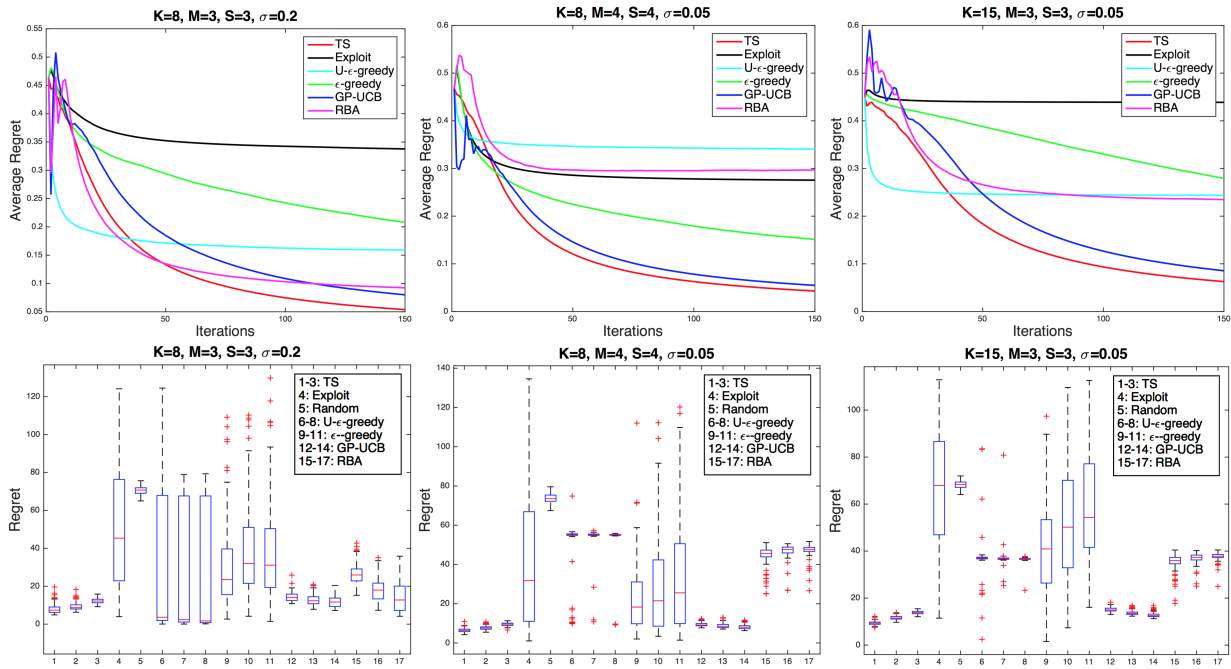 K=8, M=3, S=3, σ=0.2
Average Regret
0.55
0.5
0.45
0.4
0.35
0.3
0.25
0.2
0.15
0.1
0.05
0
50
100
150
Iterations
TS
Exploit
U-ϵ-greedy
ϵ-greedy
GP-UCB
RBA
K=8, M=4, S=4, σ=0.05
Average Regret
0.6
0.5
0.4
0.3
0.2
0.1
0
0
50
100
150
Iterations
TS
Exploit
U-ϵ-greedy
ϵ-greedy
GP-UCB
RBA
K=15, M=3, S=3, σ=0.05
Average Regret
0.6
0.5
0.4
0.3
0.2
0.1
0
0
50
100
150
Iterations
TS
Exploit
U-ϵ-greedy
ϵ-greedy
GP-UCB
RBA
K=8, M=3, S=3, σ=0.2
Regret
120
100
80
60
40
20
0
1 2 3 4 5 6 7 8 9 10 11 12 13 14 15 16 17
1-3: TS
4: Exploit
5: Random
6-8: U-ϵ-greedy
9-11: ϵ--greedy
12-14: GP-UCB
15-17: RBA
K=8, M=4, S=4, σ=0.05
Regret
120
100
80
60
40
20
0
1 2 3 4 5 6 7 8 9 10 11 12 13 14 15 16 17
1-3: TS
4: Exploit
5: Random
6-8: U-ϵ-greedy
9-11: ϵ--greedy
12-14: GP-UCB
15-17: RBA
K=15, M=3, S=3, σ=0.05
Regret
100
80
60
40
20
0
1 2 3 4 5 6 7 8 9 10 11 12 13 14 15 16 17
1-3: TS
4: Exploit
5: Random
6-8: U-ϵ-greedy
9-11: ϵ--greedy
12-14: GP-UCB
15-17: RBA